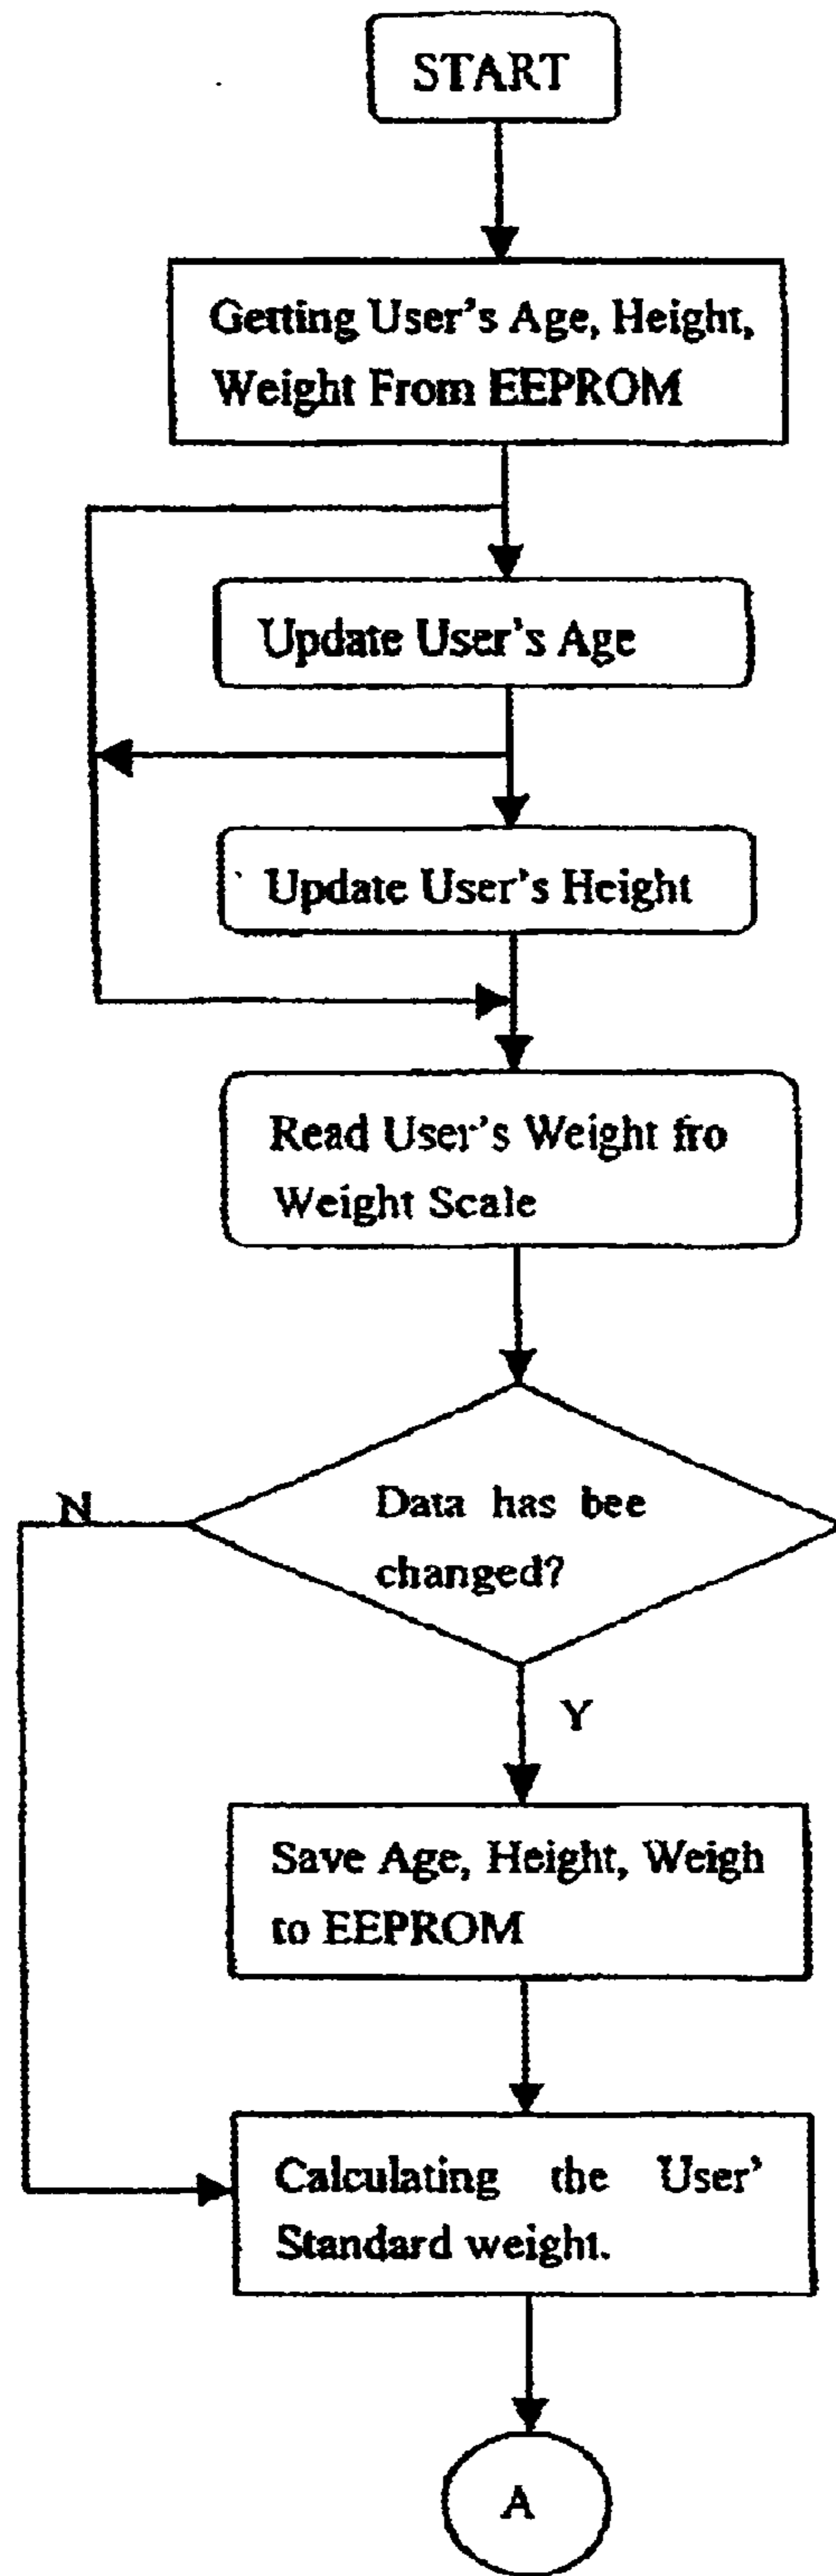 START
Getting User's Age, Height,
Weight From EEPROM
Update User's Age
Update User's Height
Read User's Weight fro
Weight Scale
Data has bee
changed?
N
Y
Save Age, Height, Weigh
to EEPROM
Calculating the User'
Standard weight.
A